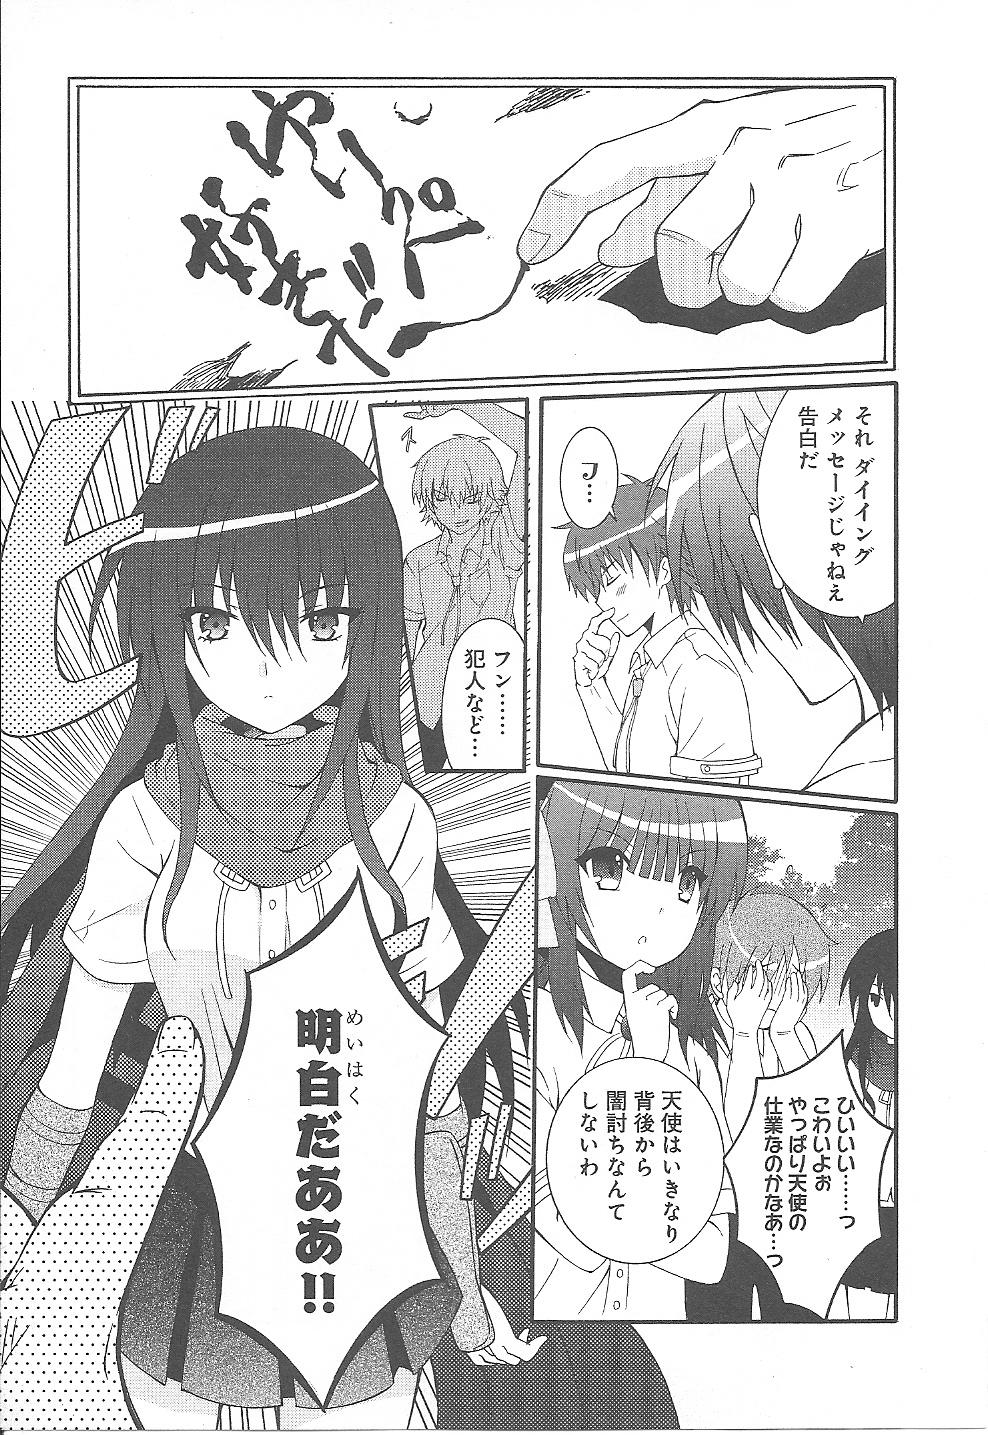 ゆりっぺ
好きだ!!
それ ダイイング
メッセージじゃねえ
告白だ
フ…
ス
フン……
犯人など…
ひいいい……っ
こわいよぉ
やっぱり天使の
仕業なのかなあ…っ
天使はいきなり
背後から
闇討ちなんて
しないわ
明白だああ!!
めいはく